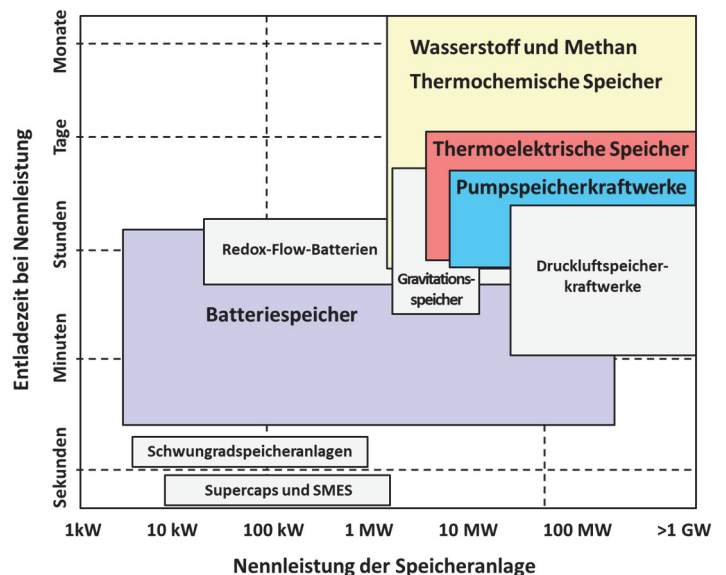 Monate
Tage
Stunden
Minuten
Sekunden
Entladezeit bei Nennleistung
Wasserstoff und Methan
Thermochemische Speicher
Thermoelektrische Speicher
Pumpspeicherkraftwerke
Redox-Flow-Batterien
Gravitations-
speicher
Druckluftspeicher-
kraftwerke
Batteriespeicher
Schwungradspeicheranlagen
Supercaps und SMES
1kW 10 kW 100 kW 1 MW 10 MW 100 MW >1 GW
Nennleistung der Speicheranlage